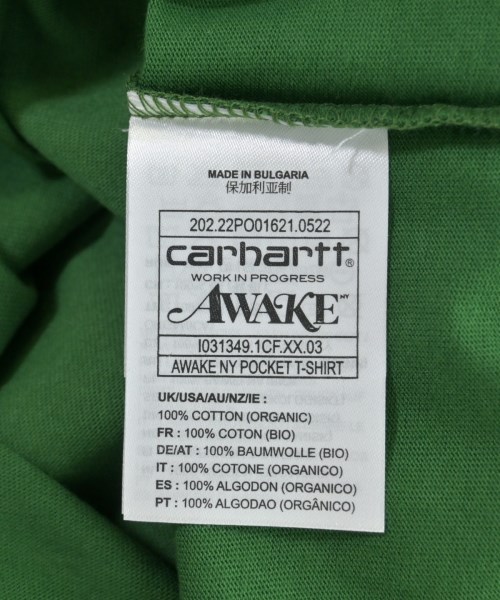 MADE IN BULGARIA
保加利亚制
202.22PO01621.0522
carhartt®
WORK IN PROGRESS
AWAKE NY
I031349.1CF.XX.03
AWAKE NY POCKET T-SHIRT
UK/USA/AU/NZ/IE :
100% COTTON (ORGANIC)
FR : 100% COTON (BIO)
DE/AT : 100% BAUMWOLLE (BIO)
IT : 100% COTONE (ORGANICO)
ES : 100% ALGODON (ORGANICO)
PT : 100% ALGODAO (ORGÂNICO)